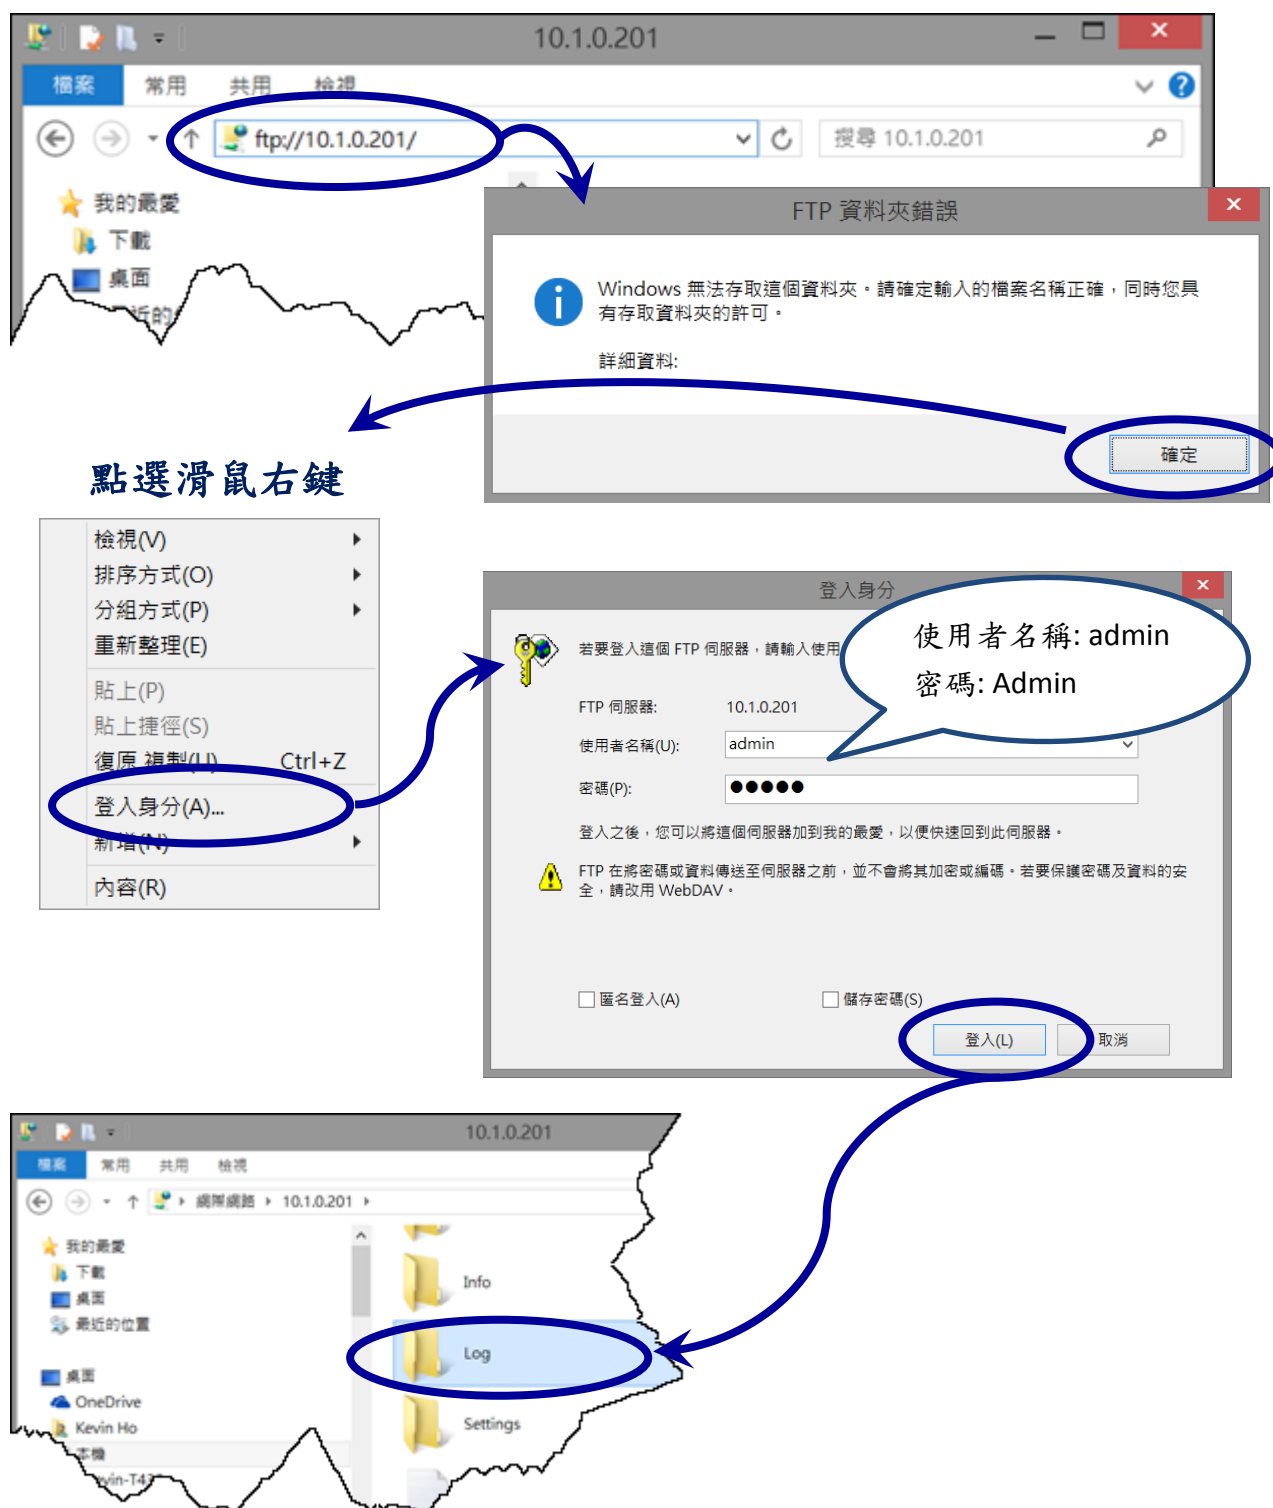 10.1.0.201
檔案 常用 共用 檢視
ftp://10.1.0.201/
搜尋 10.1.0.201
我的最愛
下載
桌面
FTP 資料夾錯誤
Windows 無法存取這個資料夾。請確定輸入的檔案名稱正確，同時您具
有存取資料夾的許可。
詳細資料:
確定
點選滑鼠右鍵
檢視(V)
排序方式(O)
分組方式(P)
重新整理(E)
貼上(P)
貼上捷徑(S)
復原 複製(U) Ctrl+Z
登入身分(A)...
新增(N)
內容(R)
登入身分
若要登入這個 FTP 伺服器，請輸入使用
使用者名稱: admin
密碼: Admin
FTP 伺服器: 10.1.0.201
使用者名稱(U): admin
密碼(P): ●●●●●
登入之後，您可以將這個伺服器加到我的最愛，以便快速回到此伺服器。
FTP 在將密碼或資料傳送至伺服器之前，並不會將其加密或編碼。若要保護密碼及資料的安
全，請改用 WebDAV。
匿名登入(A) 儲存密碼(S)
登入(L) 取消
10.1.0.201
檔案 常用 共用 檢視
網際網路 10.1.0.201
我的最愛
下載
桌面
最近的位置
桌面
OneDrive
Kevin Ho
本機
Info
Log
Settings